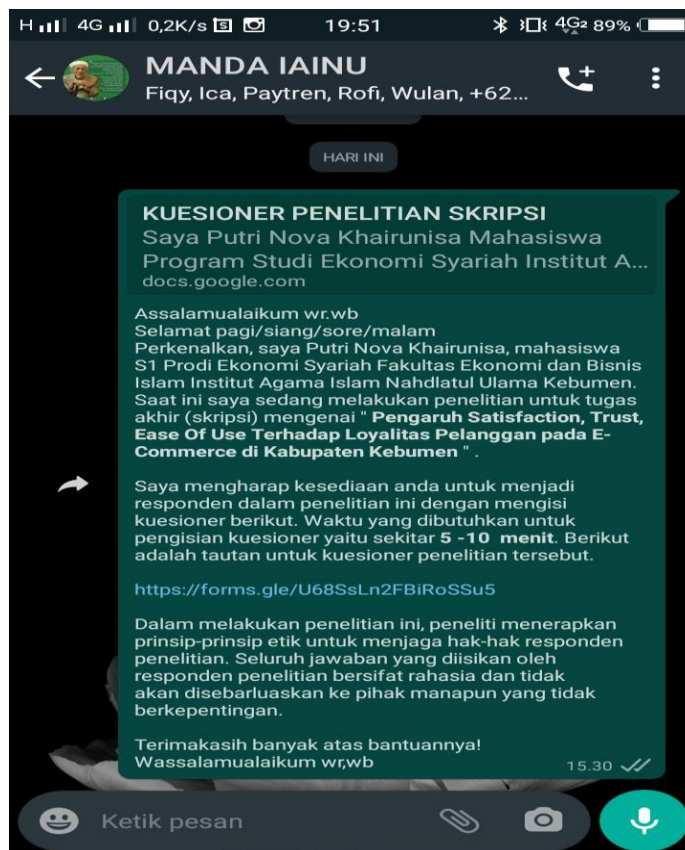 H 4G 0,2K/s 19:51 4G2 89%
MANDA IAINU
Fiqy, Ica, Paytren, Rofi, Wulan, +62...
HARI INI
KUESIONER PENELITIAN SKRIPSI
Saya Putri Nova Khairunisa Mahasiswa
Program Studi Ekonomi Syariah Institut A...
docs.google.com
Assalamualaikum wr.wb
Selamat pagi/siang/sore/malam
Perkenalkan, saya Putri Nova Khairunisa, mahasiswa
S1 Prodi Ekonomi Syariah Fakultas Ekonomi dan Bisnis
Islam Institut Agama Islam Nahdlatul Ulama Kebumen.
Saat ini saya sedang melakukan penelitian untuk tugas
akhir (skripsi) mengenai " Pengaruh Satisfaction, Trust,
Ease Of Use Terhadap Loyalitas Pelanggan pada E-
Commerce di Kabupaten Kebumen " .
Saya mengharap kesediaan anda untuk menjadi
responden dalam penelitian ini dengan mengisi
kuesioner berikut. Waktu yang dibutuhkan untuk
pengisian kuesioner yaitu sekitar 5 -10 menit. Berikut
adalah tautan untuk kuesioner penelitian tersebut.
https://forms.gle/U68SsLn2FBiRoSSu5
Dalam melakukan penelitian ini, peneliti menerapkan
prinsip-prinsip etik untuk menjaga hak-hak responden
penelitian. Seluruh jawaban yang diisikan oleh
responden penelitian bersifat rahasia dan tidak
akan disebarluaskan ke pihak manapun yang tidak
berkepentingan.
Terimakasih banyak atas bantuannya!
Wassalamualaikum wr,wb
15.30
Ketik pesan